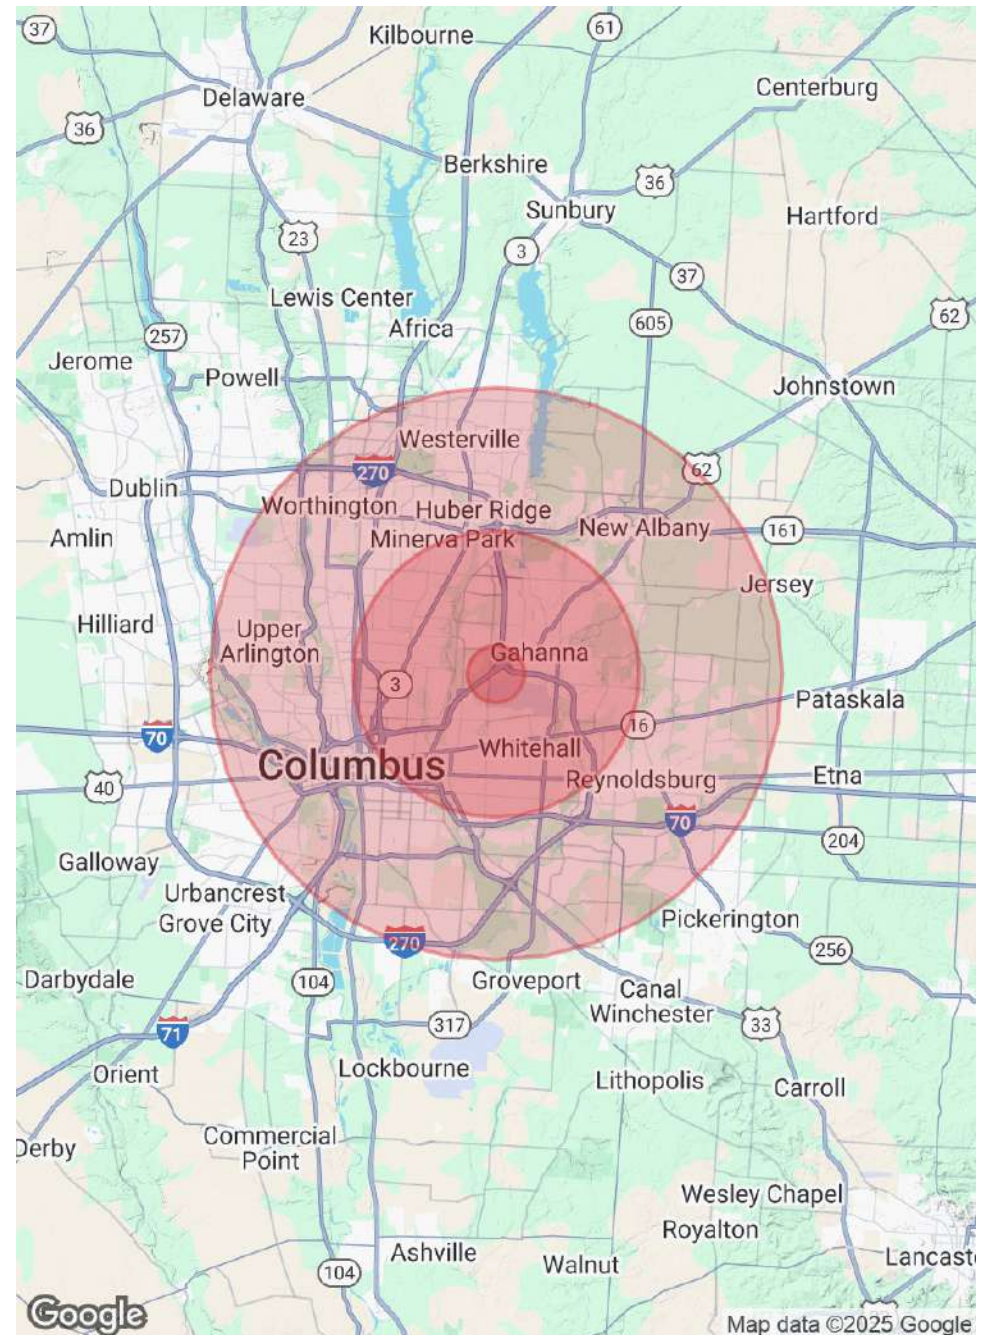 37
Kilbourne
61
Delaware
Centerburg
36
Berkshire
36
Sunbury
Hartford
23
3
37
Lewis Center
62
Africa
605
257
Jerome
Powell
Johnstown
Westerville
270
62
Dublin
Worthington
Huber Ridge
New Albany
161
Amlin
Minerva Park
Jersey
Hilliard
Upper
Arlington
Gahanna
3
Pataskala
16
70
Whitehall
Columbus
Reynoldsburg
Etna
40
70
204
Galloway
Urbancrest
Grove City
Pickerington
270
256
Darbydale
104
Groveport
Canal
Winchester
317
33
71
Orient
Lockbourne
Lithopolis
Carroll
Derby
Commercial
Point
Wesley Chapel
Royalton
Ashville
Walnut
Lancast
104
Google
Map data ©2025 Google